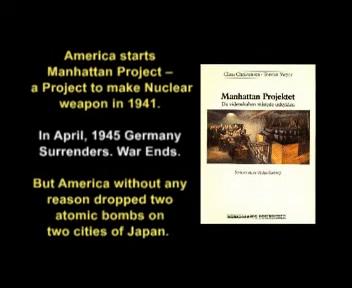 America starts
Manhattan Project –
a Project to make Nuclear
weapon in 1941.
In April, 1945 Germany
Surrenders. War Ends.
But America without any
reason dropped two
atomic bombs on
two cities of Japan.
Manhattan Projektet